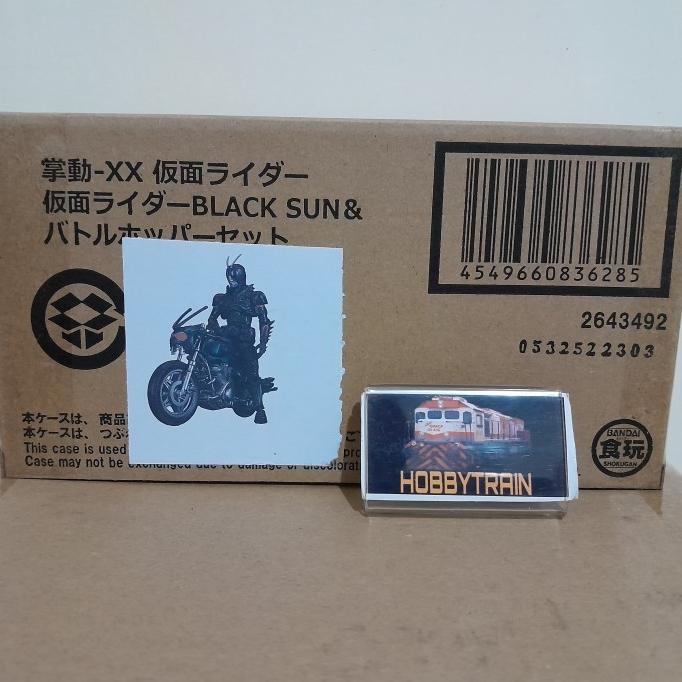 掌動-XX 仮面ライダー
仮面ライダーBLACK SUN&
バトルホッパーセット
4549660836285
2643492
0532522303
本ケースは、商品
本ケースは、つぶ
This case is used
Case may not be exchanged due to damage or discolorat
BANDAI
食玩
SHOKUGAN
HOBBYTRAIN